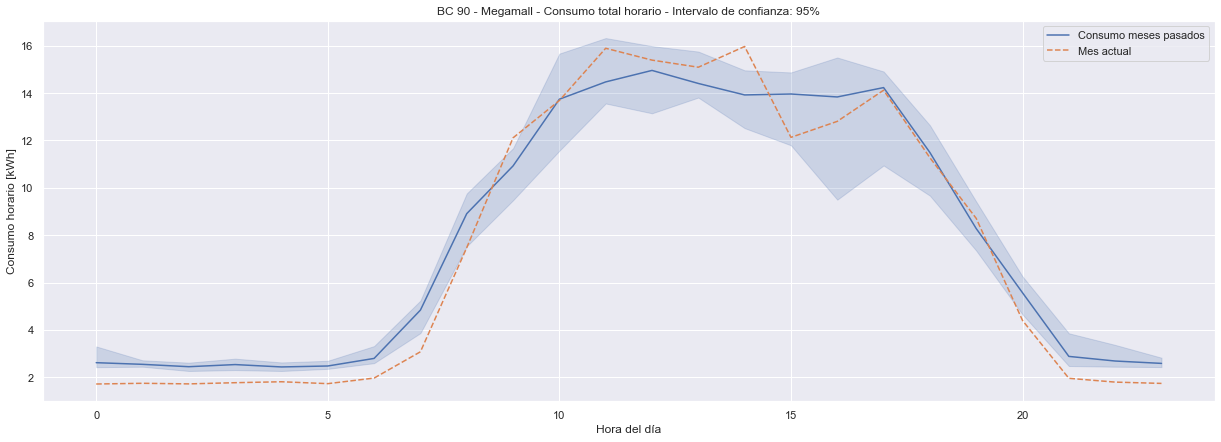 BC 90 - Megamall - Consumo total horario - Intervalo de confianza: 95%
Consumo meses pasados
Mes actual
Consumo horario [kWh]
16
14
12
10
8
6
4
2
0
5
10
15
20
Hora del día